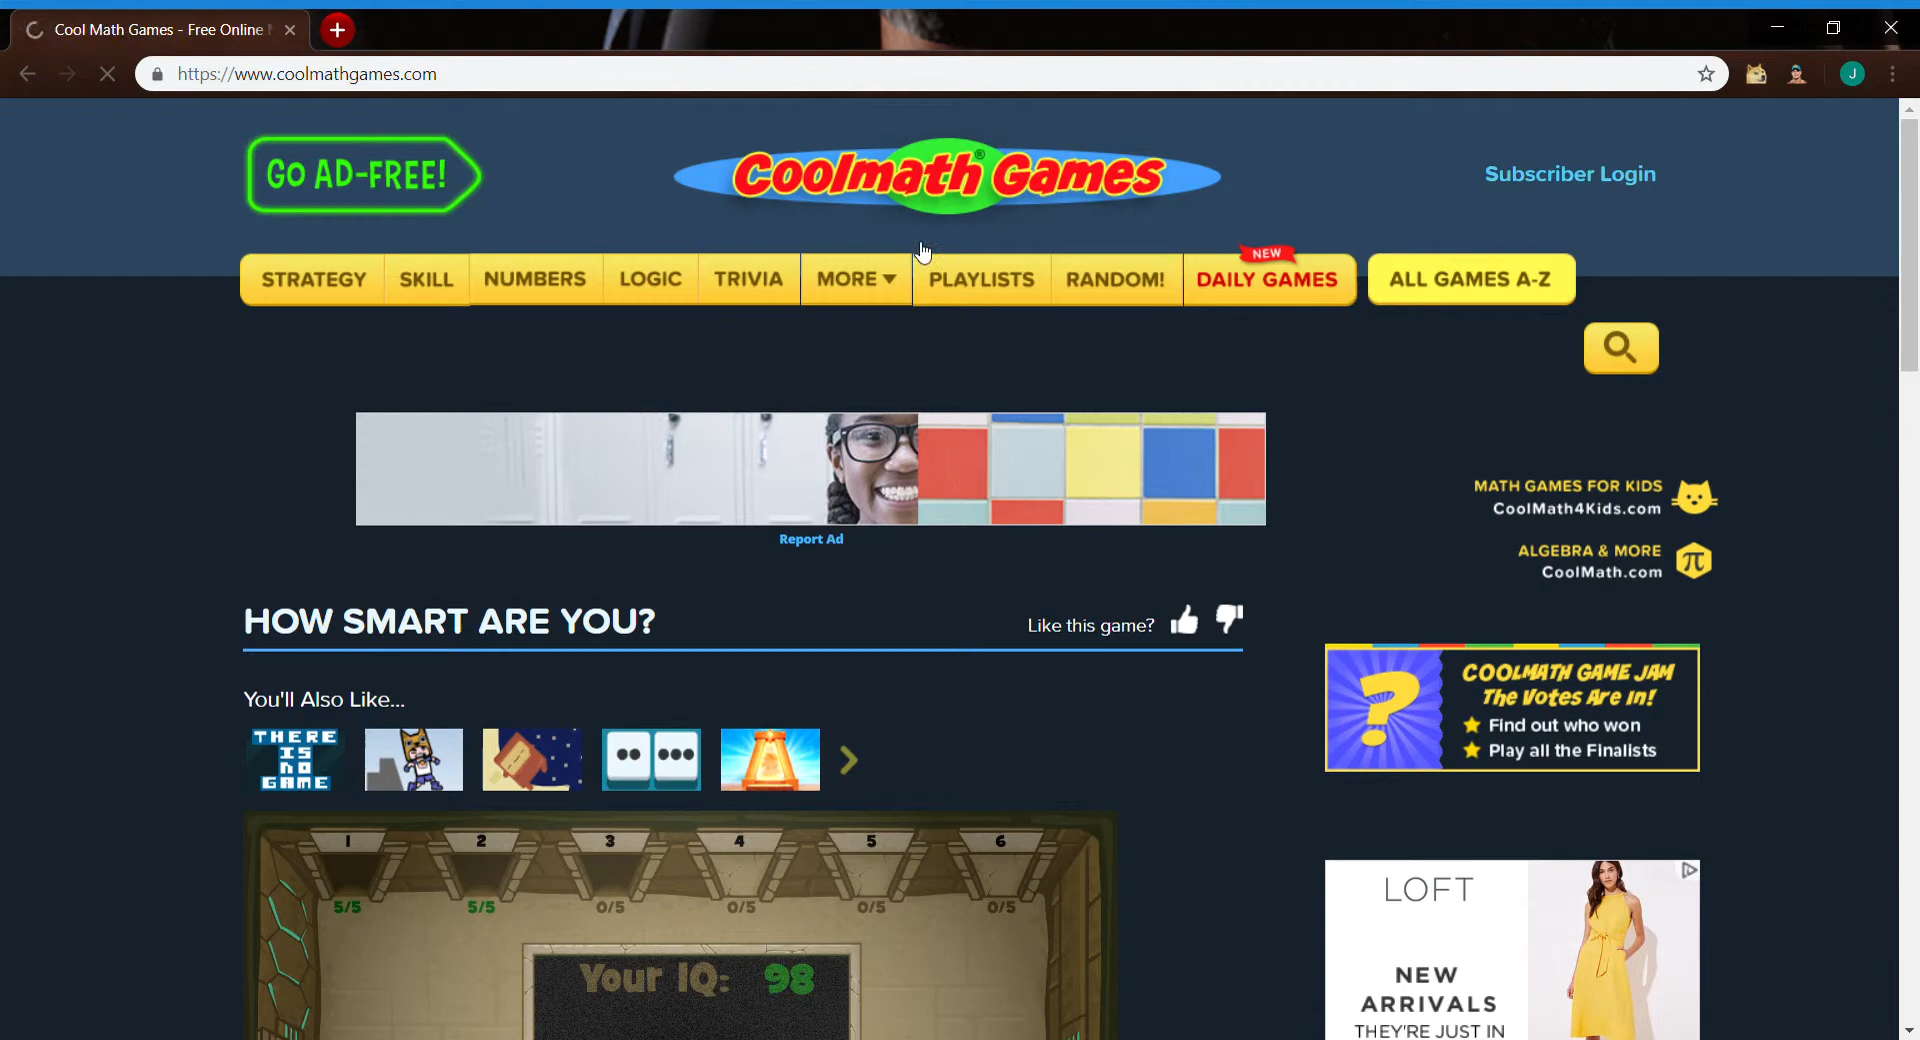 Cool Math Games - Free Online
https://www.coolmathgames.com
J
GO AD-FREE!
Coolmath Games®
Subscriber Login
STRATEGY
SKILL
NUMBERS
LOGIC
TRIVIA
MORE
PLAYLISTS
RANDOM!
NEW
DAILY GAMES
ALL GAMES A-Z
Report Ad
MATH GAMES FOR KIDS
CoolMath4Kids.com
ALGEBRA & MORE
CoolMath.com
π
HOW SMART ARE YOU?
Like this game?
You'll Also Like...
THERE
IS
NO
GAME
?
COOLMATH GAME JAM
The Votes Are In!
Find out who won
Play all the Finalists
1 2 3 4 5 6
5/5 5/5 0/5 0/5 0/5 0/5
Your IQ: 98
LOFT
NEW
ARRIVALS
THEY'RE JUST IN